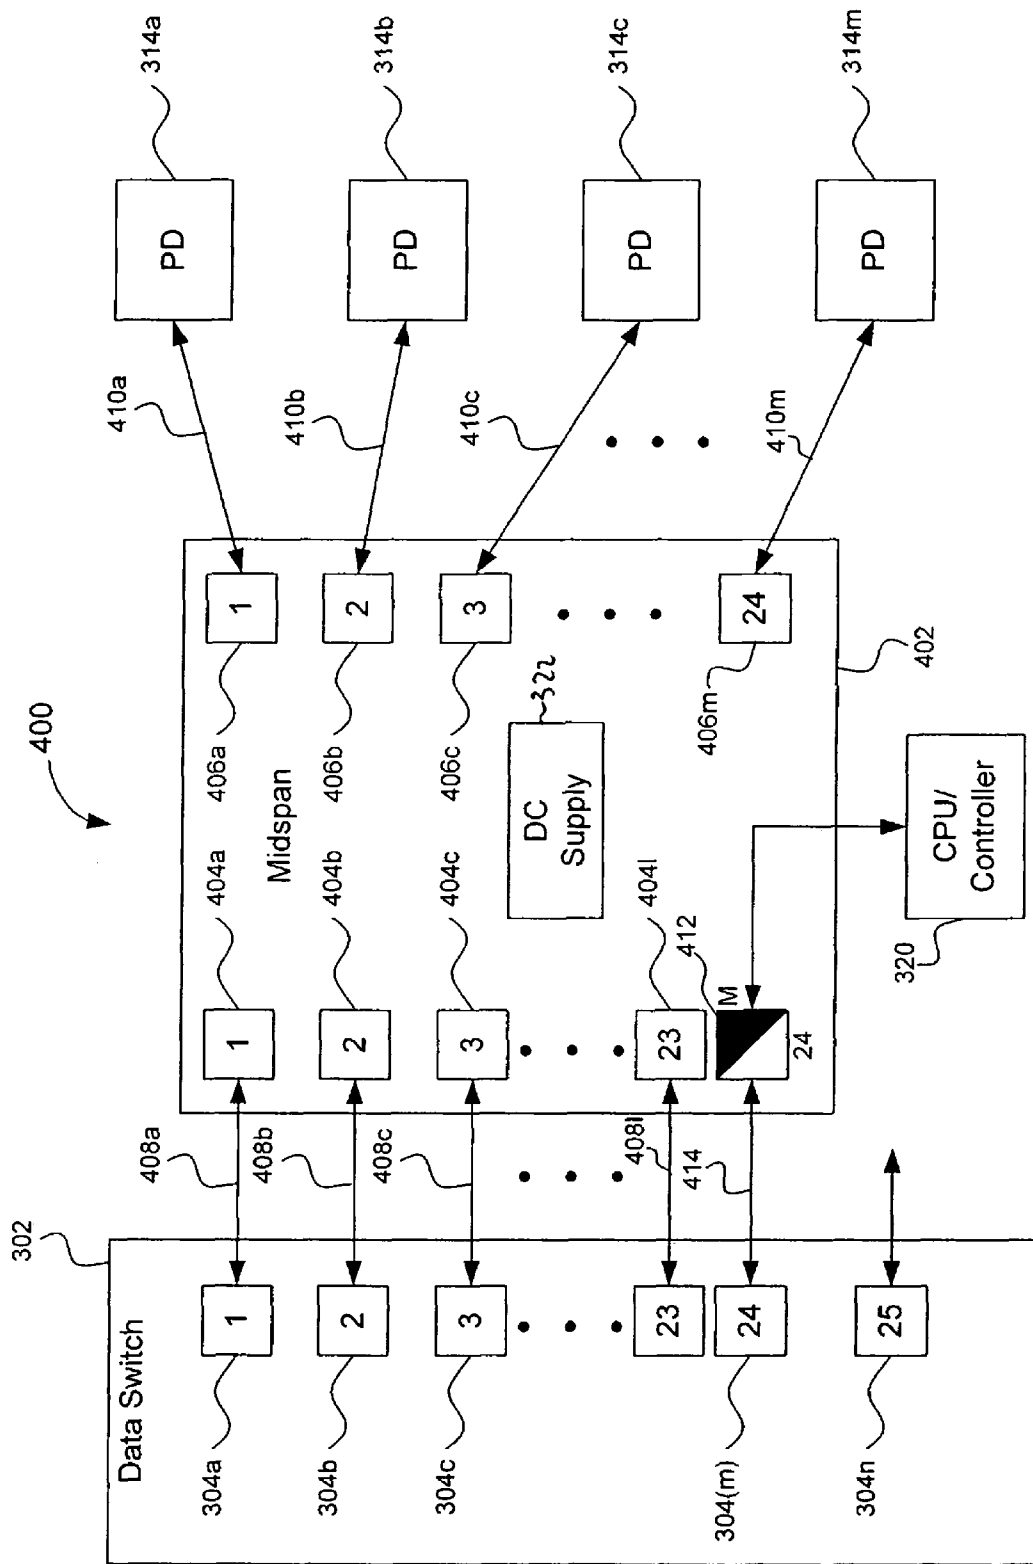 302
400
Data Switch
408a
410a
314a
304a
404a
406a
1
1
1
PD
408b
Midspan
410b
304b
404b
406b
2
2
2
314b
PD
408c
410c
304c
404c
406c
3
3
3
DC
Supply
322
314c
PD
408l
404l
23
23
412
414
406m
304(m)
M
24
24
24
410m
314m
PD
304n
25
402
320
CPU/
Controller